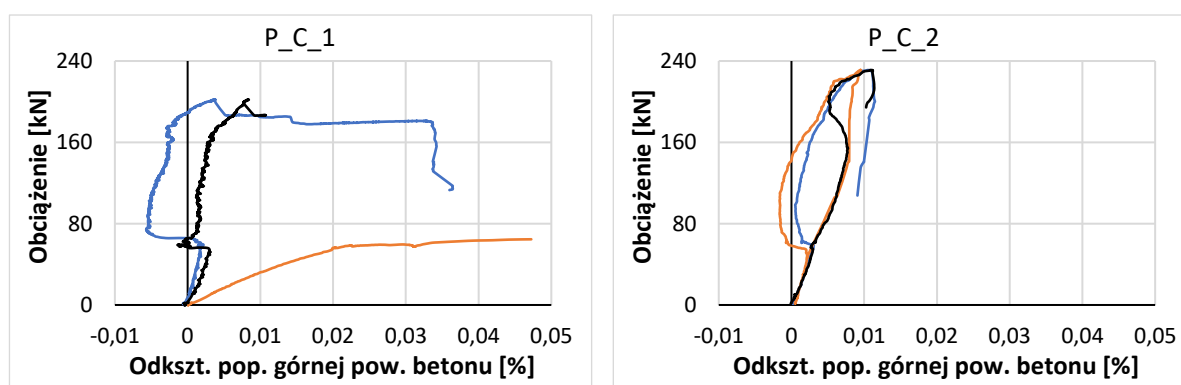 P_C_1
240
160
80
0
-0,01 0 0,01 0,02 0,03 0,04 0,05
Obciążenie [kN]
Odkszt. pop. górnej pow. betonu [%]
P_C_2
240
160
80
0
-0,01 0 0,01 0,02 0,03 0,04 0,05
Obciążenie [kN]
Odkszt. pop. górnej pow. betonu [%]